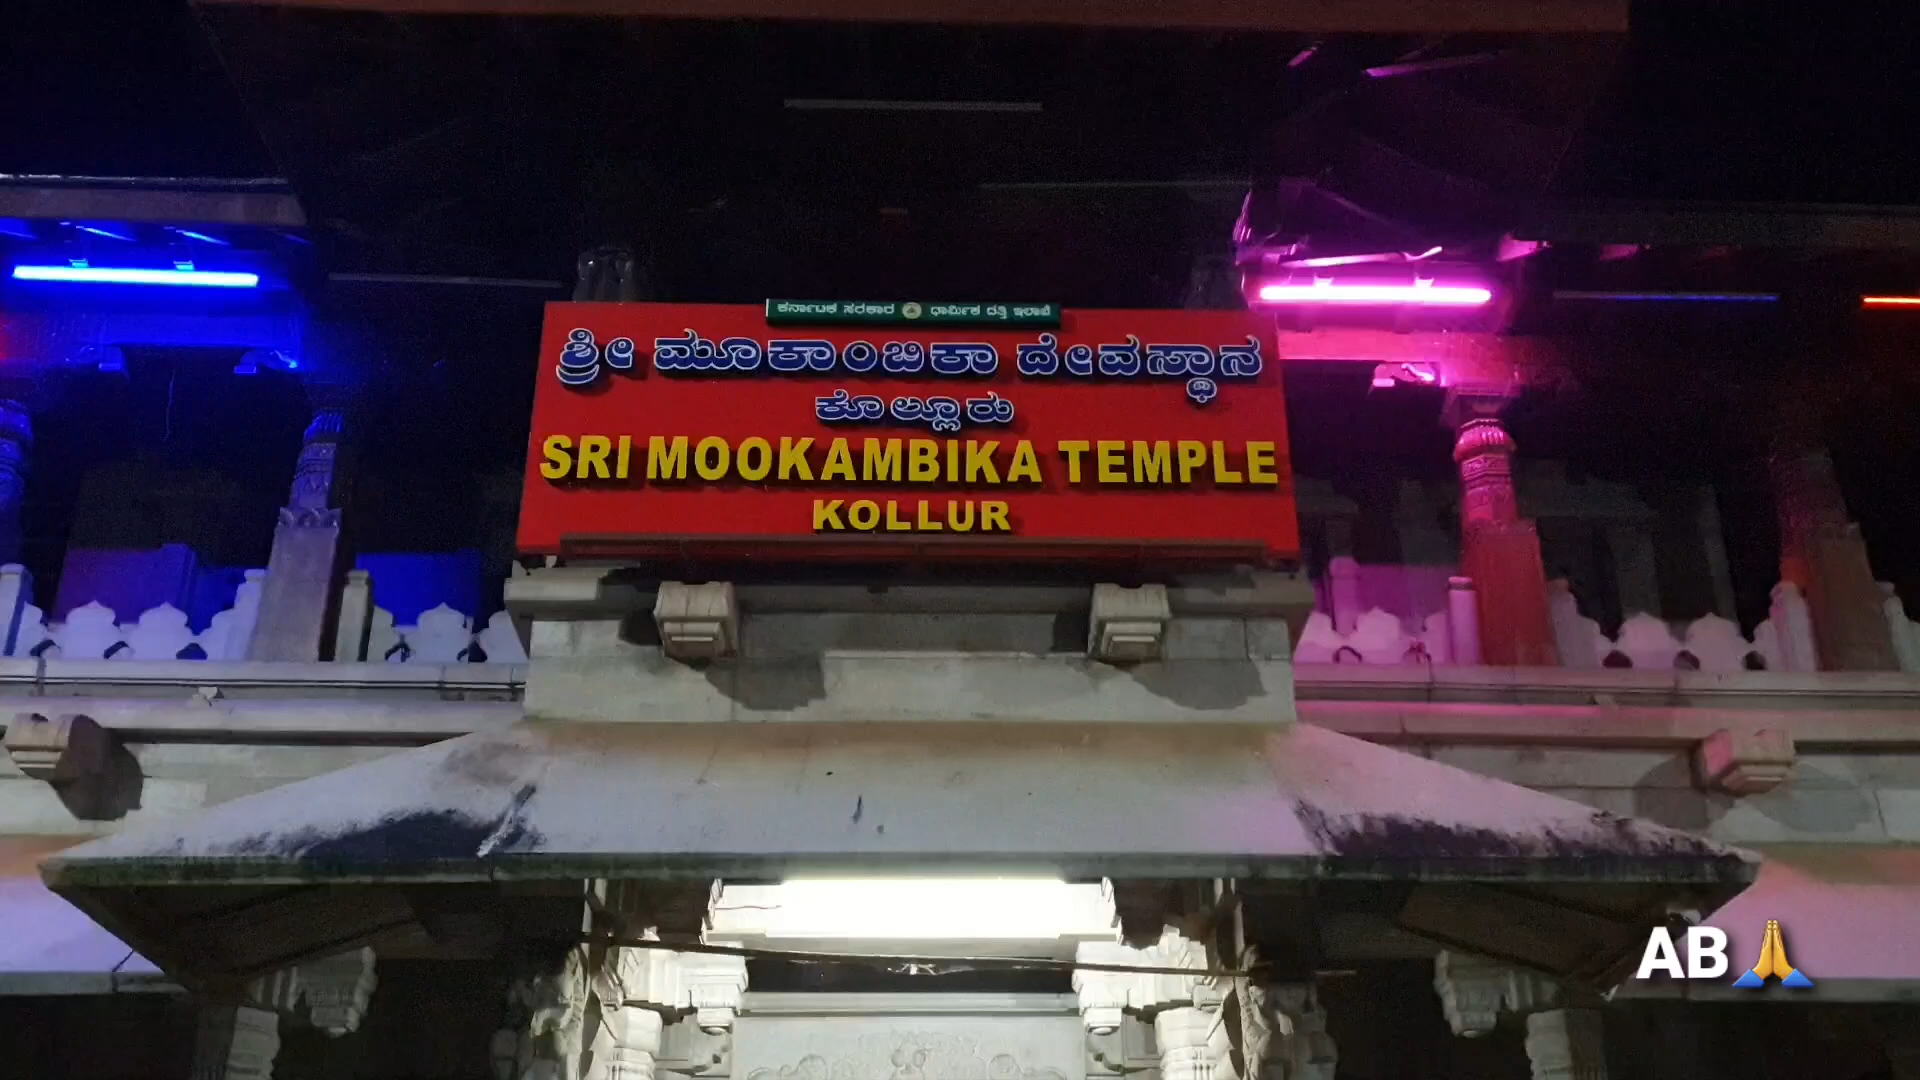 ಕರ್ನಾಟಕ ಸರಕಾರ ಧಾರ್ಮಿಕ ದತ್ತಿ ಇಲಾಖೆ
ಶ್ರೀ ಮೂಕಾಂಬಿಕಾ ದೇವಸ್ಥಾನ
ಕೊಲ್ಲೂರು
SRI MOOKAMBIKA TEMPLE
KOLLUR
AB🙏